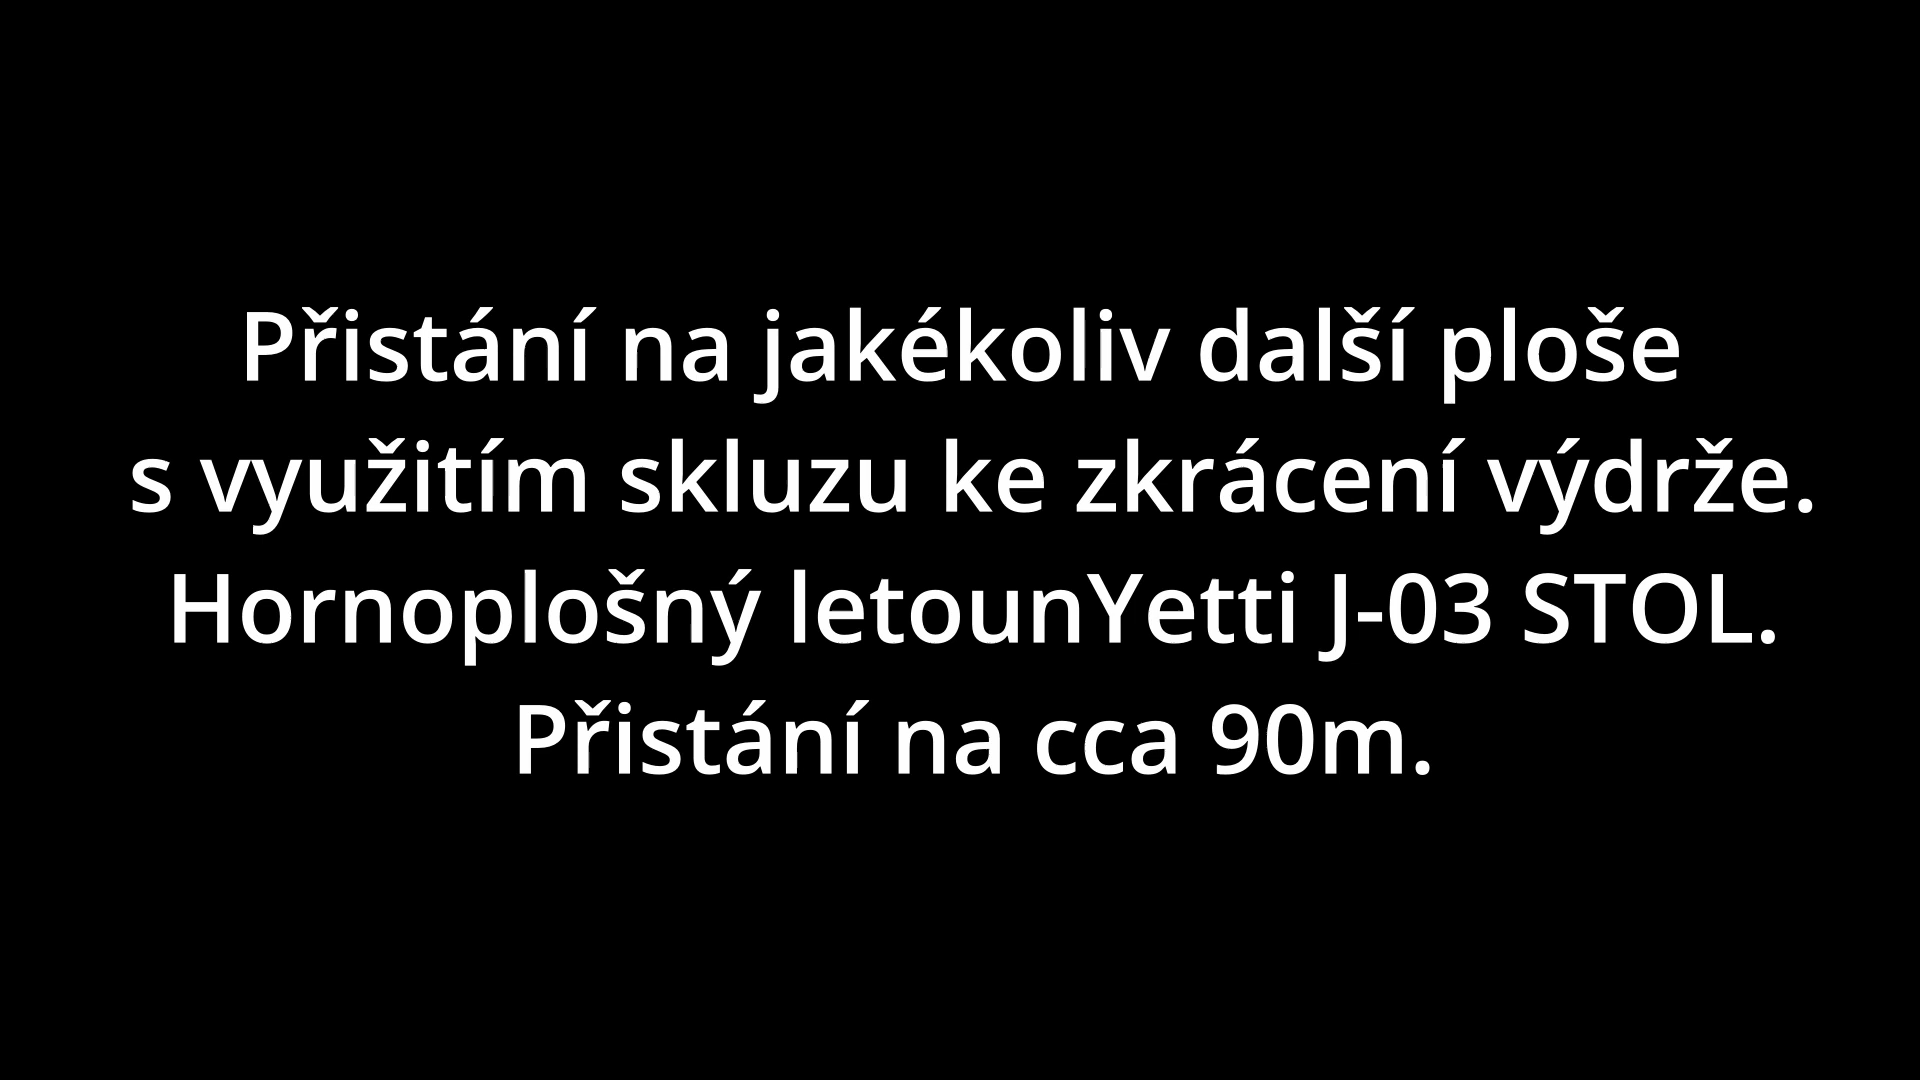 Přistání na jakékoliv další ploše
s využitím skluzu ke zkrácení výdrže.
Hornoplošný letounYetti J-03 STOL.
Přistání na cca 90m.